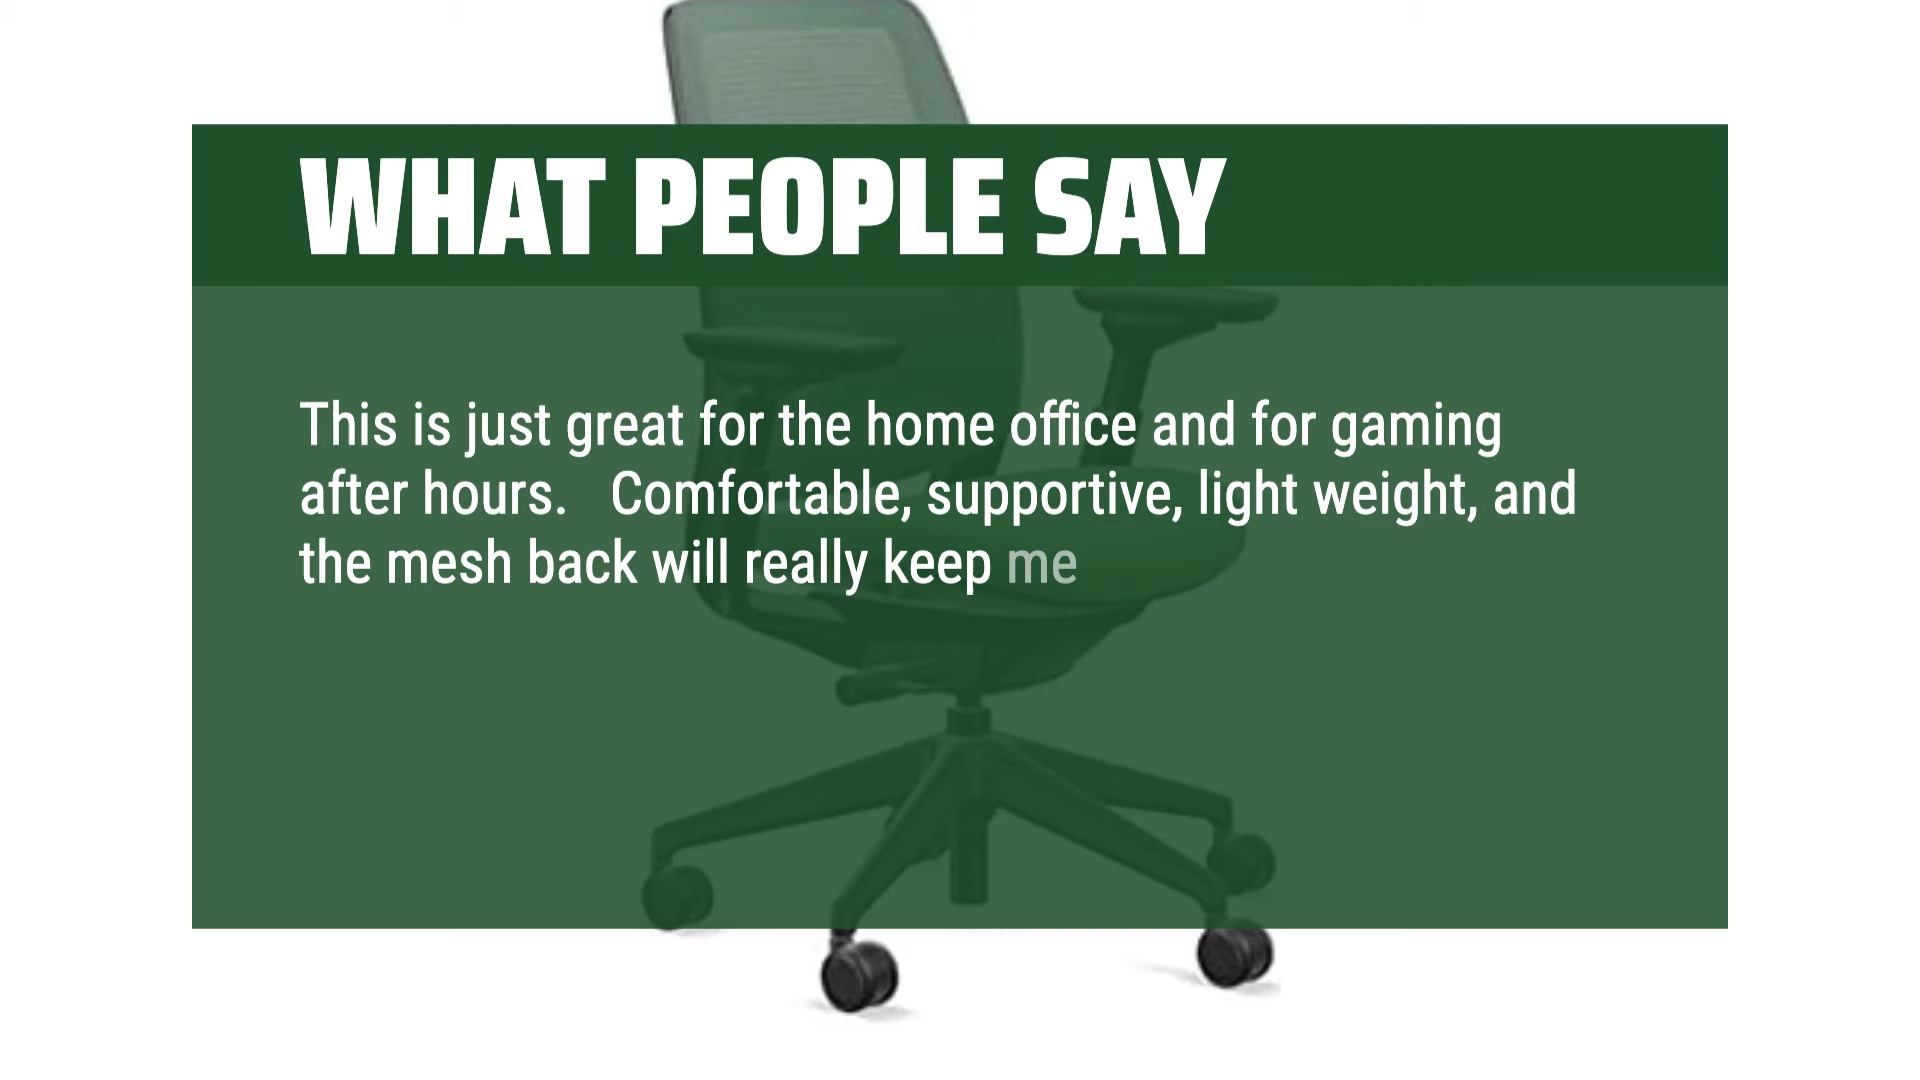 WHAT PEOPLE SAY
This is just great for the home office and for gaming
after hours.   Comfortable, supportive, light weight, and
the mesh back will really keep me